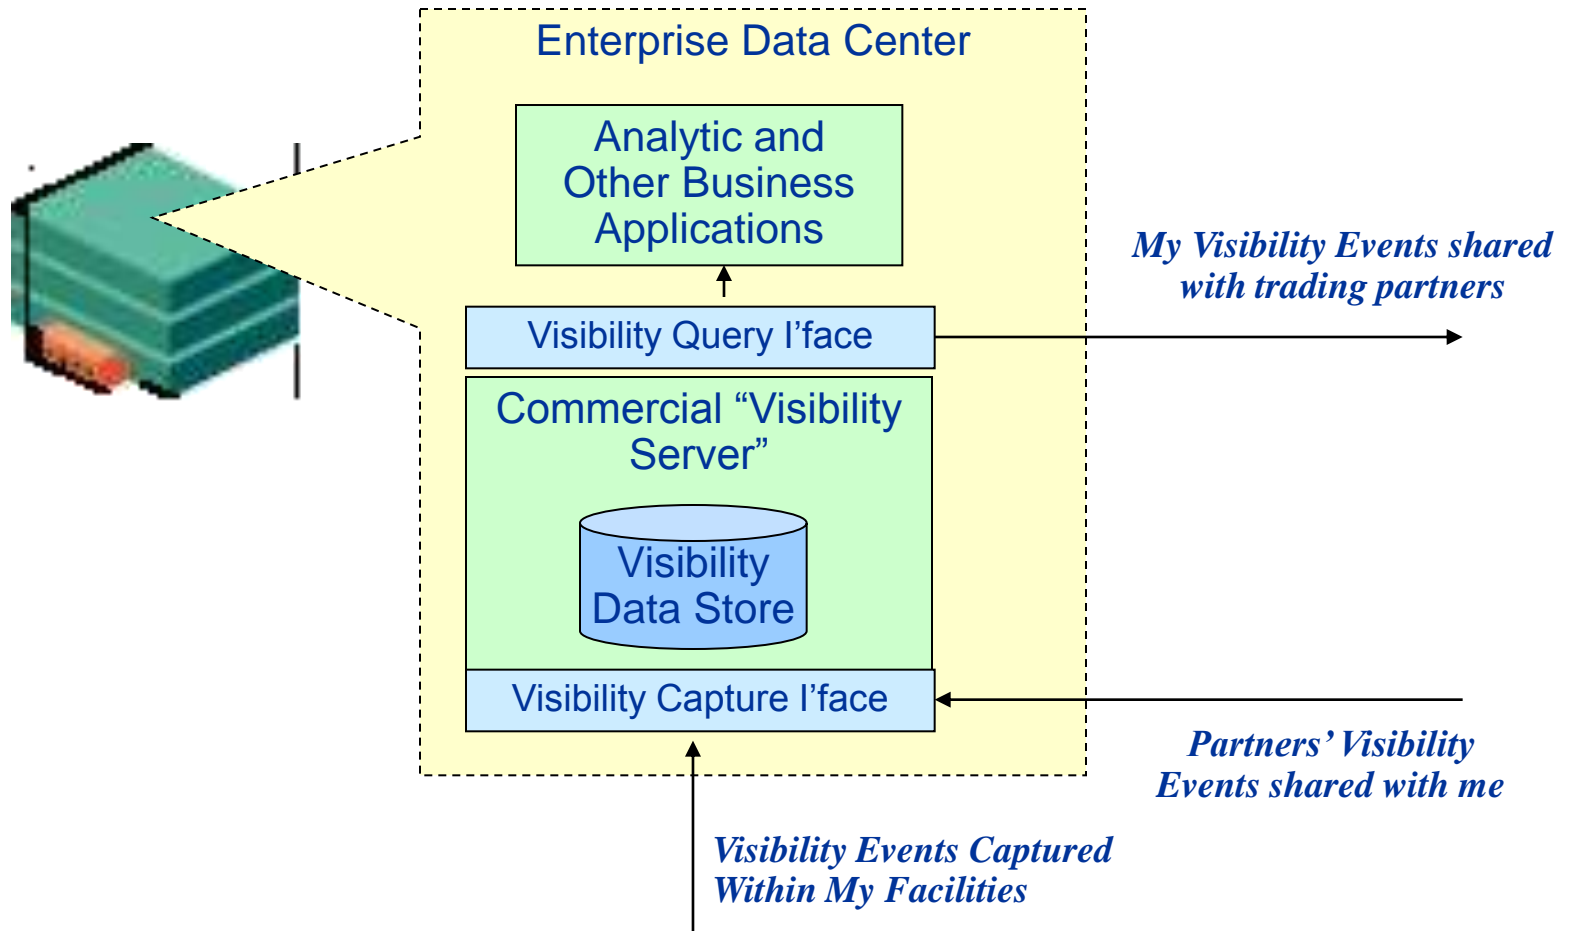 Enterprise Data Center
Analytic and
Other Business
Applications
My Visibility Events shared
with trading partners
Visibility Query I’face
Commercial “Visibility
Server”
Visibility
Data Store
Visibility Capture I’face
Partners’ Visibility
Events shared with me
Visibility Events Captured
Within My Facilities